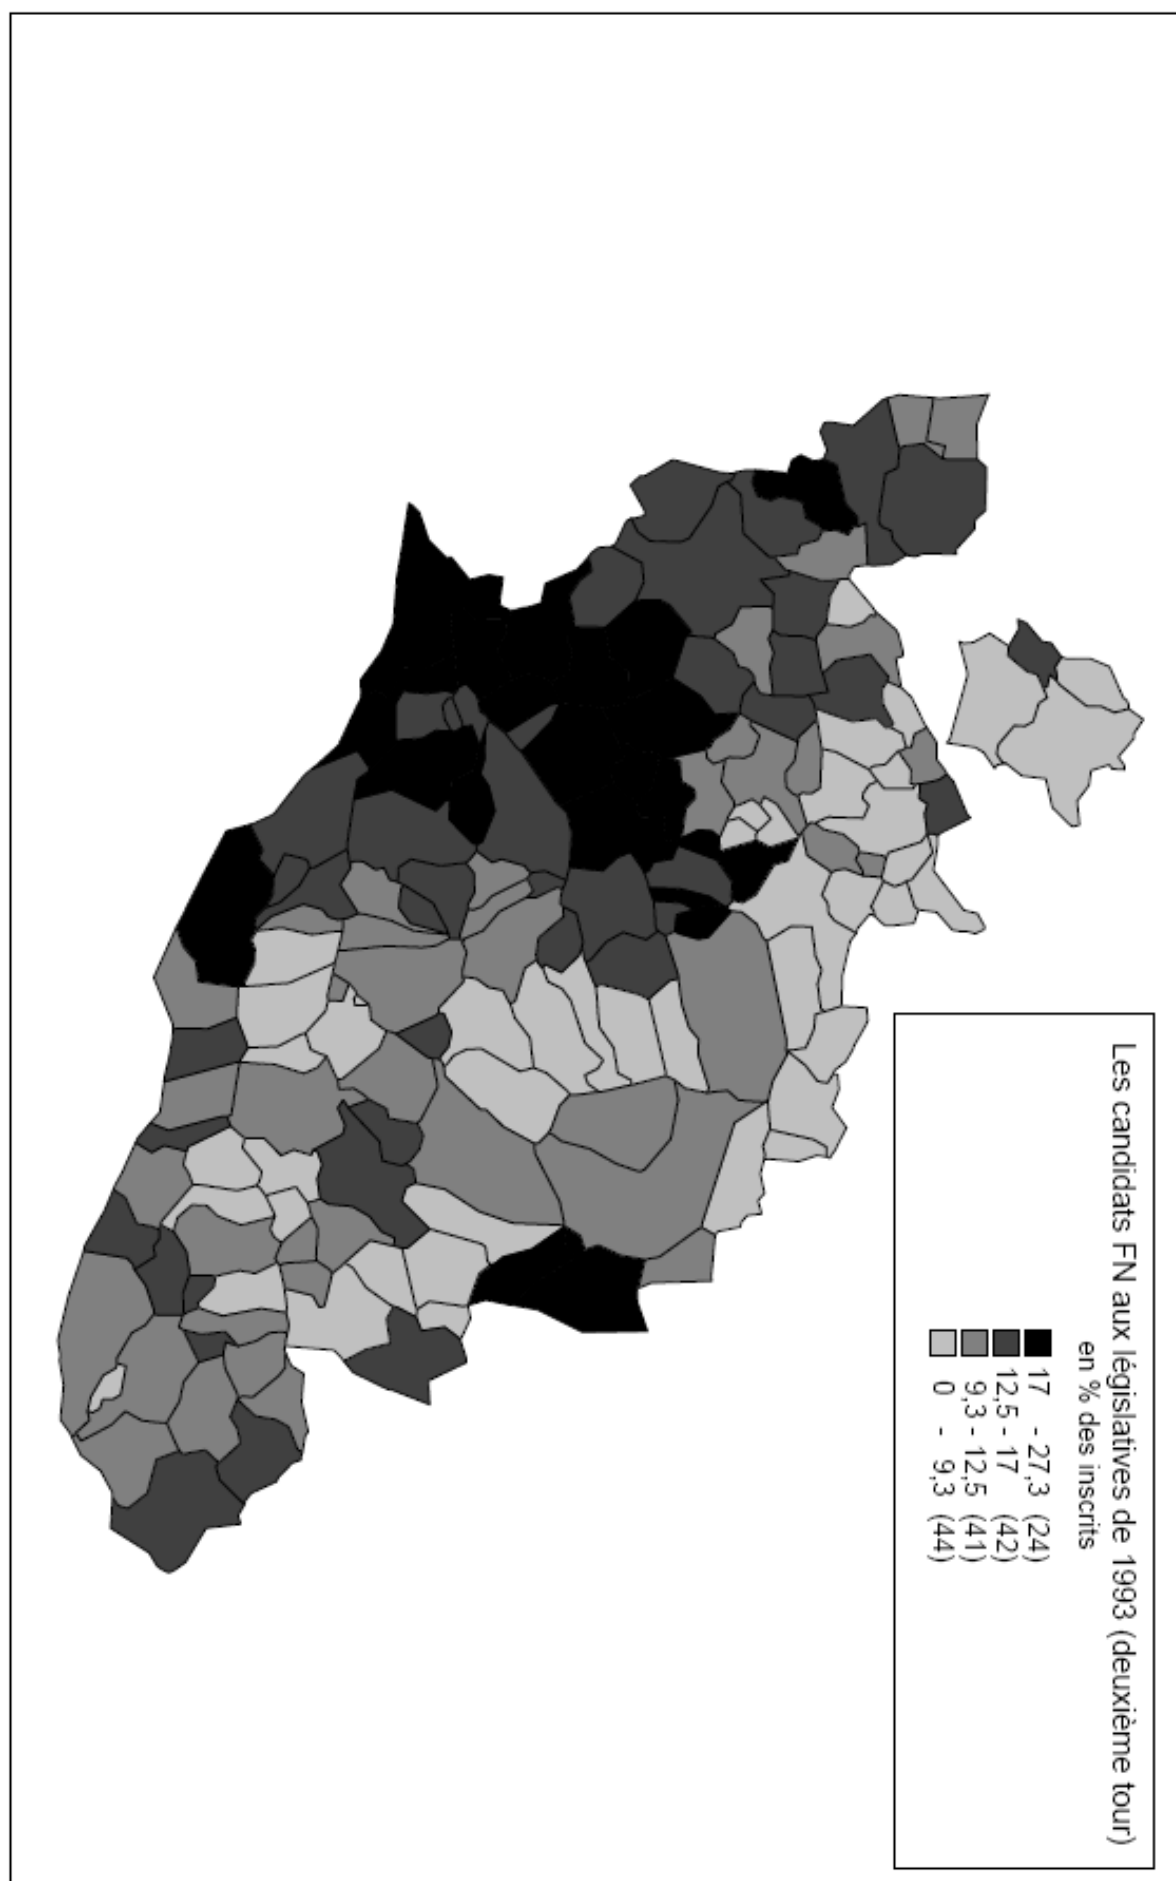 Les candidats FN aux législatives de 1993 (deuxième tour)
en % des inscrits
17 - 27,3 (24)
12,5 - 17 (42)
9,3 - 12,5 (41)
0 - 9,3 (44)